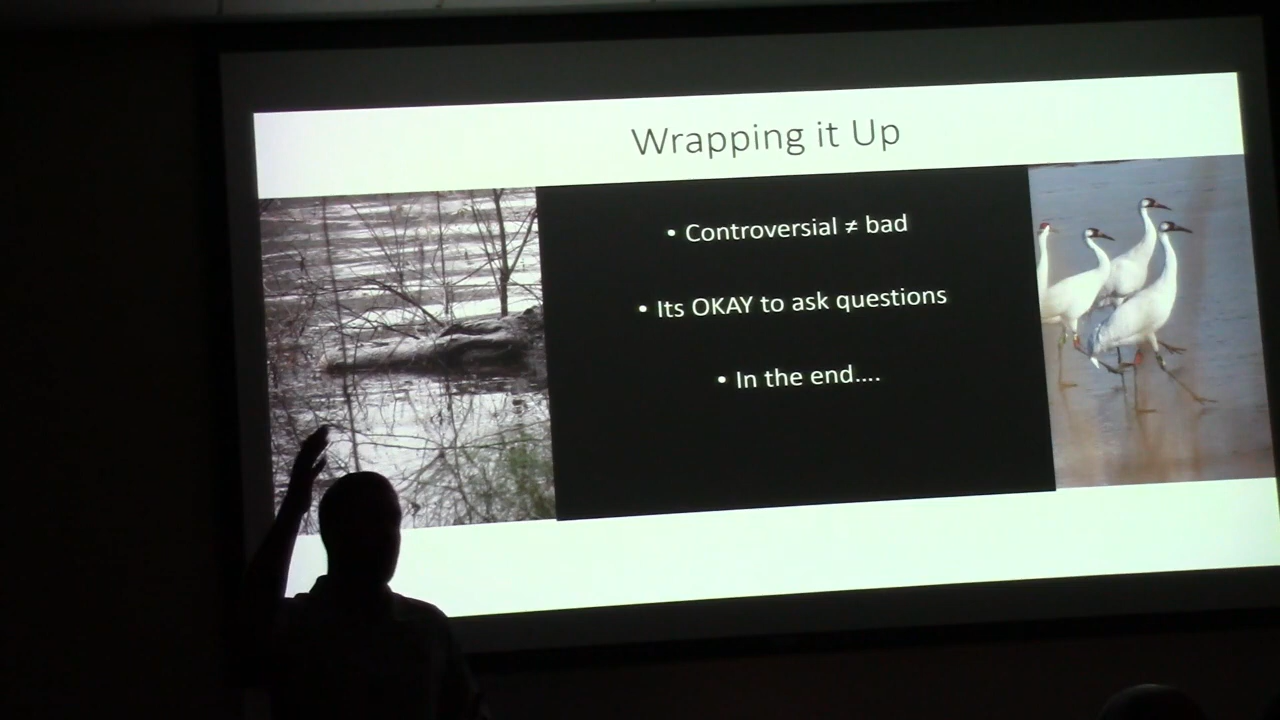 Wrapping it Up
• Controversial ≠ bad
• Its OKAY to ask questions
• In the end....